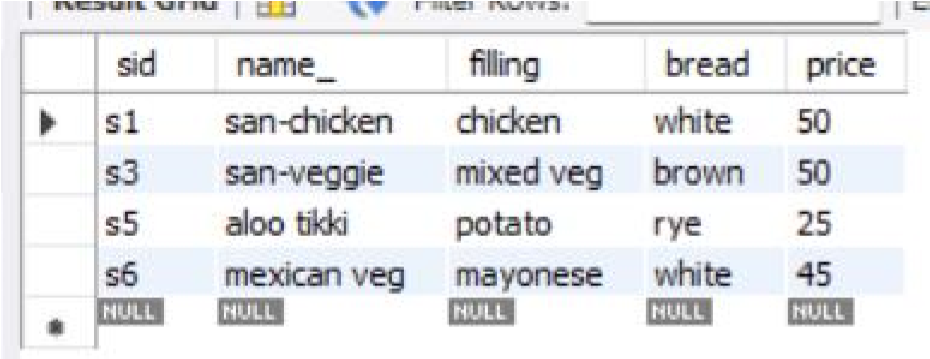 Result Grid Filter Rows:
sid name_ filling bread price
s1 san-chicken chicken white 50
s3 san-veggie mixed veg brown 50
s5 aloo tikki potato rye 25
s6 mexican veg mayonese white 45
NULL NULL NULL NULL NULL